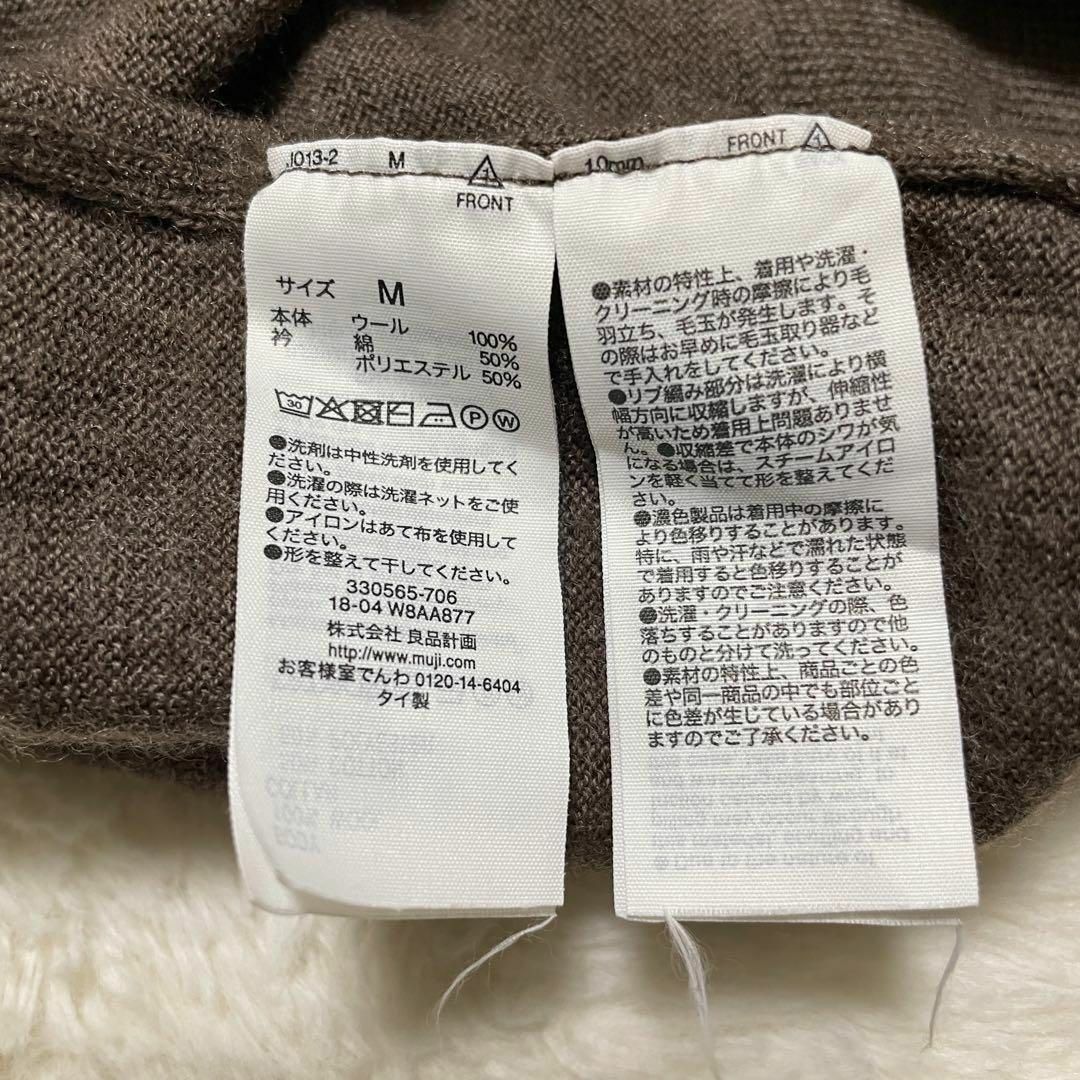 JO13-2 M 1
FRONT
サイズ M
本体 ウール 100%
衿 綿 50%
ポリエステル 50%
30 P W
●洗剤は中性洗剤を使用してく
ださい。
●洗濯の際は洗濯ネットをご使
用ください。
●アイロンはあて布を使用して
ください。
●形を整えて干してください。
330565-706
18-04 W8AA877
株式会社 良品計画
http://www.muji.com
お客様室でんわ 0120-14-6404
タイ製
FRONT 1
●素材の特性上、着用や洗濯・
クリーニング時の摩擦により毛
羽立ち、毛玉が発生します。そ
の際はお早めに毛玉取り器など
で手入れをしてください。
●リブ編み部分は洗濯により横
幅方向に収縮しますが、伸縮性
が高いため着用上問題ありませ
ん。●収縮差で本体のシワが気
になる場合は、スチームアイロ
ンを軽く当てて形を整えてくだ
さい。
●濃色製品は着用中の摩擦に
より色移りすることがあります。
特に、雨や汗などで濡れた状態
で着用すると色移りすることが
ありますのでご注意ください。
●洗濯・クリーニングの際、色
落ちすることがありますので他
のものと分けて洗ってください。
●素材の特性上、商品ごとの色
差や同一商品の中でも部位ごと
に色差が生じている場合があり
ますのでご了承ください。